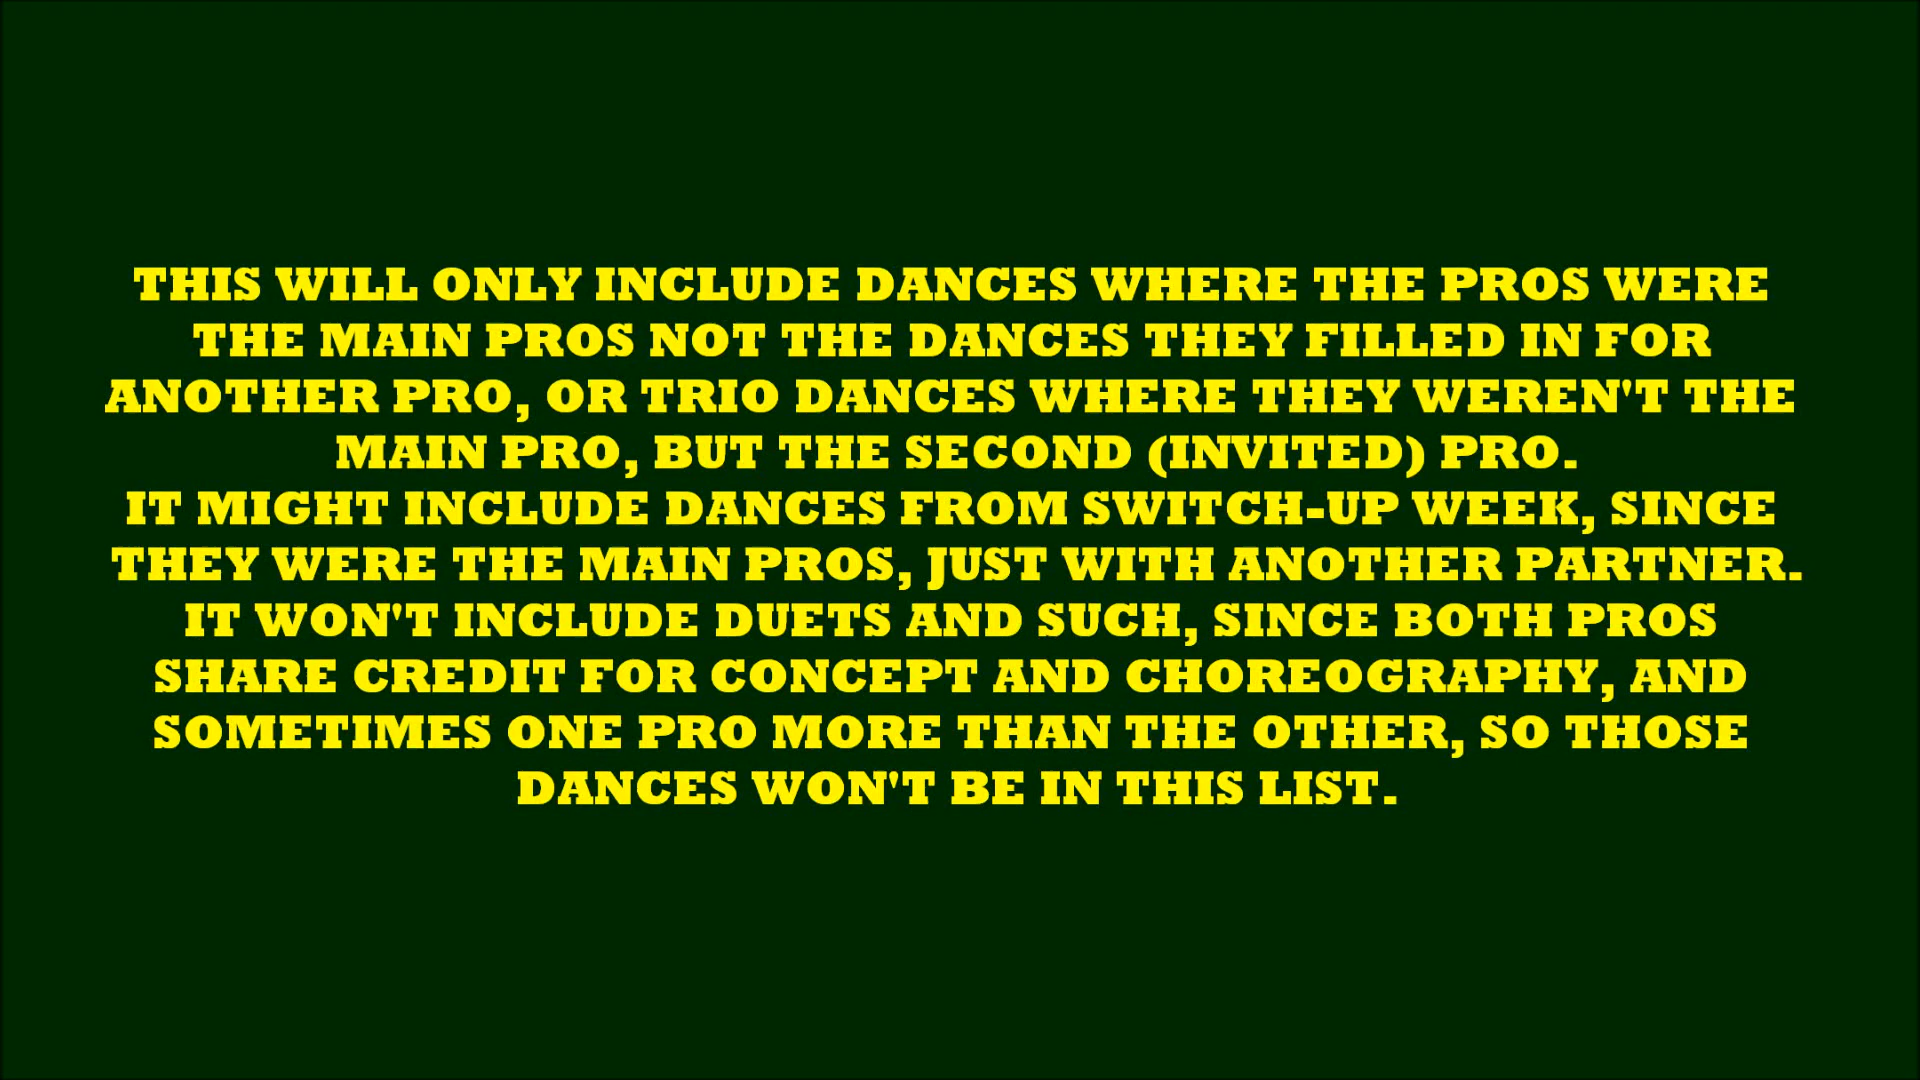 THIS WILL ONLY INCLUDE DANCES WHERE THE PROS WERE
THE MAIN PROS NOT THE DANCES THEY FILLED IN FOR
ANOTHER PRO, OR TRIO DANCES WHERE THEY WEREN'T THE
MAIN PRO, BUT THE SECOND (INVITED) PRO.
IT MIGHT INCLUDE DANCES FROM SWITCH-UP WEEK, SINCE
THEY WERE THE MAIN PROS, JUST WITH ANOTHER PARTNER.
IT WON'T INCLUDE DUETS AND SUCH, SINCE BOTH PROS
SHARE CREDIT FOR CONCEPT AND CHOREOGRAPHY, AND
SOMETIMES ONE PRO MORE THAN THE OTHER, SO THOSE
DANCES WON'T BE IN THIS LIST.